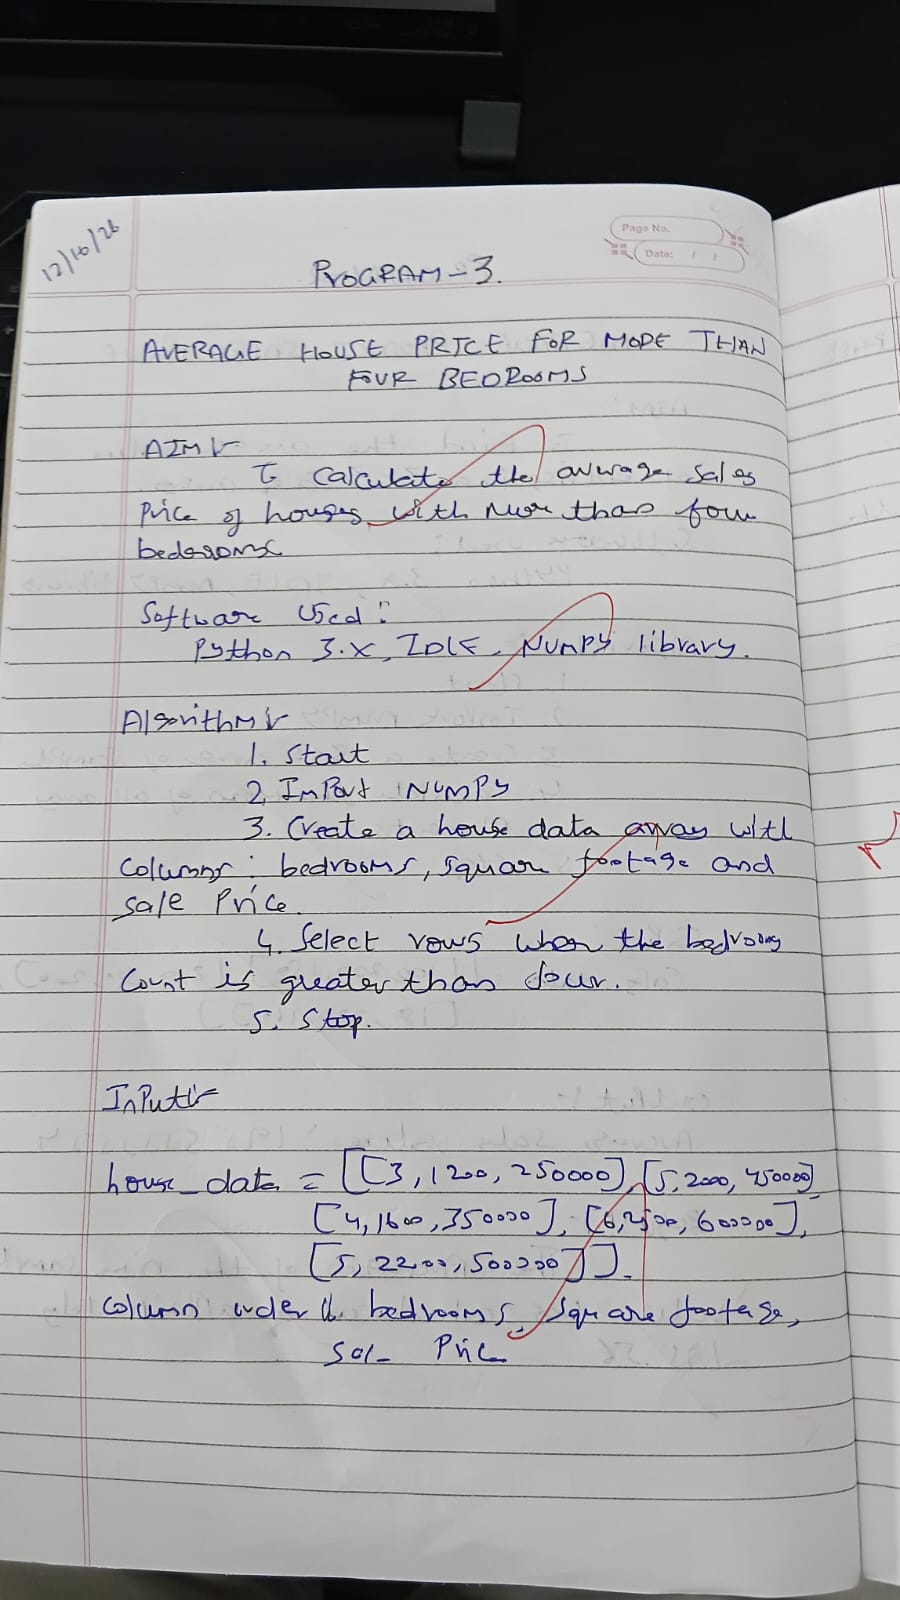 12/10/26
Page No.
Date: / /
PROGRAM-3.
AVERAGE HOUSE PRICE FOR MODE THAN
FOUR BEDROOMS
AIM:-
To calculate the average sales
Price of houses with more than four
bedrooms
Software Used:
Python 3.x, IDLE, NUMPY library.
Algorithm:-
1. Start
2. Import NUMPY
3. Create a house data array with
columns: bedrooms, square footage and
sale Price.
4. Select rows when the bedrooms
count is greater than four.
5. Stop.
InPut:-
house_data = [[3, 1200, 250000], [5, 2000, 450000]
[4, 1600, 350000], [6, 2500, 600000],
[5, 2200, 500000]].
column order bedrooms, square footage,
Sale Price